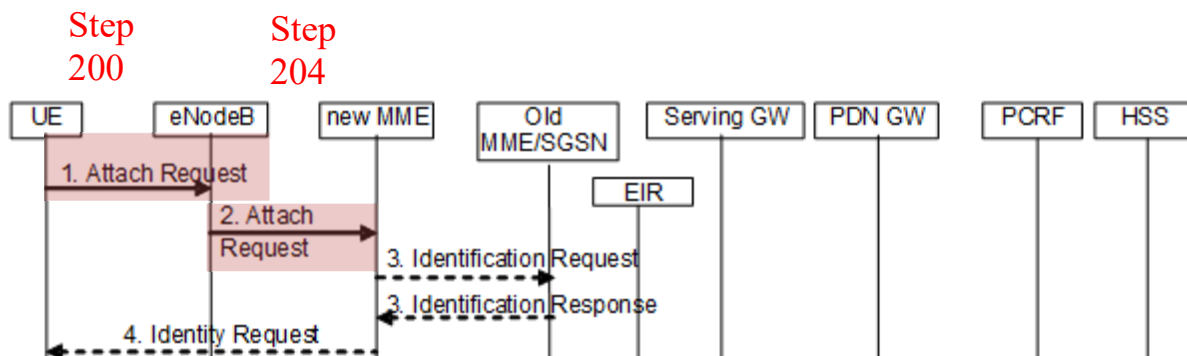 Step
200
Step
204
UE
eNodeB
new MME
Old
MME/SGSN
Serving GW
PDN GW
PCRF
HSS
EIR
1. Attach Request
2. Attach
Request
3. Identification Request
3. Identification Response
4. Identity Request